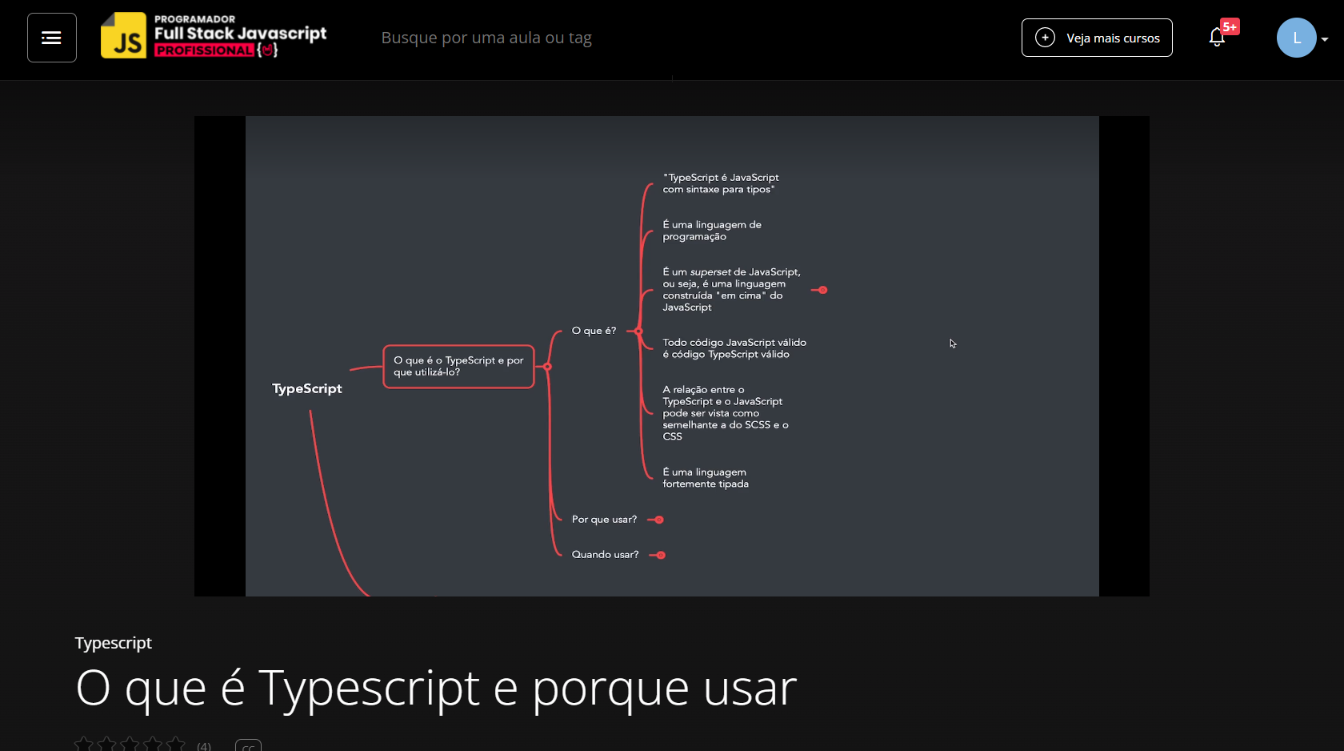 JS
PROGRAMADOR
Full Stack Javascript
PROFISSIONAL { }
Busque por uma aula ou tag
Veja mais cursos
5+
L
"TypeScript é JavaScript
com sintaxe para tipos"
É uma linguagem de
programação
É um superset de JavaScript,
ou seja, é uma linguagem
construída "em cima" do
JavaScript
O que é?
Todo código JavaScript válido
é código TypeScript válido
O que é o TypeScript e por
que utilizá-lo?
TypeScript
A relação entre o
TypeScript e o JavaScript
pode ser vista como
semelhante a do SCSS e o
CSS
É uma linguagem
fortemente tipada
Por que usar?
Quando usar?
Typescript
O que é Typescript e porque usar
(4)
CC